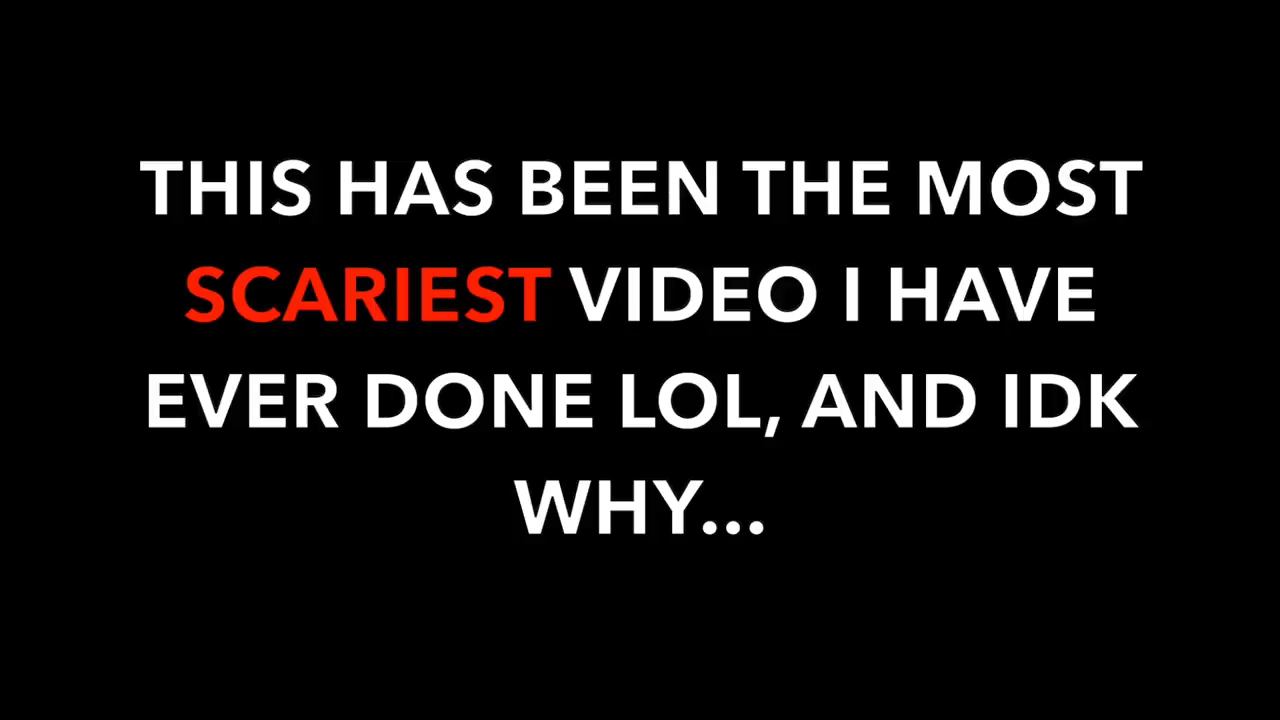 THIS HAS BEEN THE MOST
SCARIEST VIDEO I HAVE
EVER DONE LOL, AND IDK
WHY...